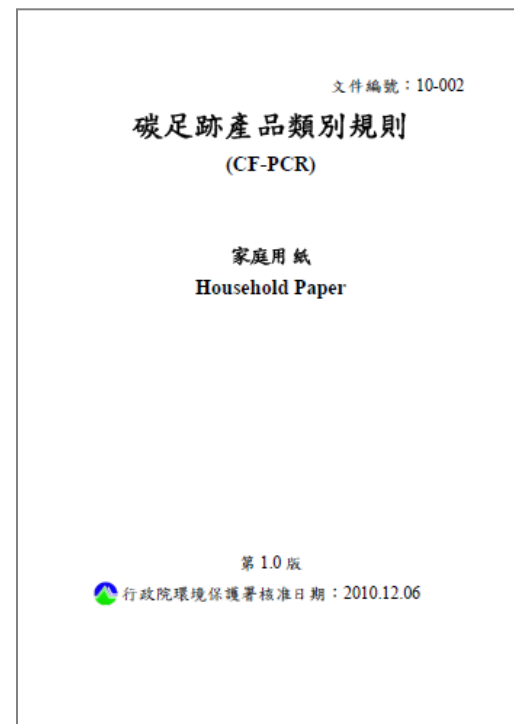 文件編號：10-002
碳足跡產品類別規則
(CF-PCR)
家庭用紙
Household Paper
第 1.0 版
行政院環境保護署核准日期：2010.12.06